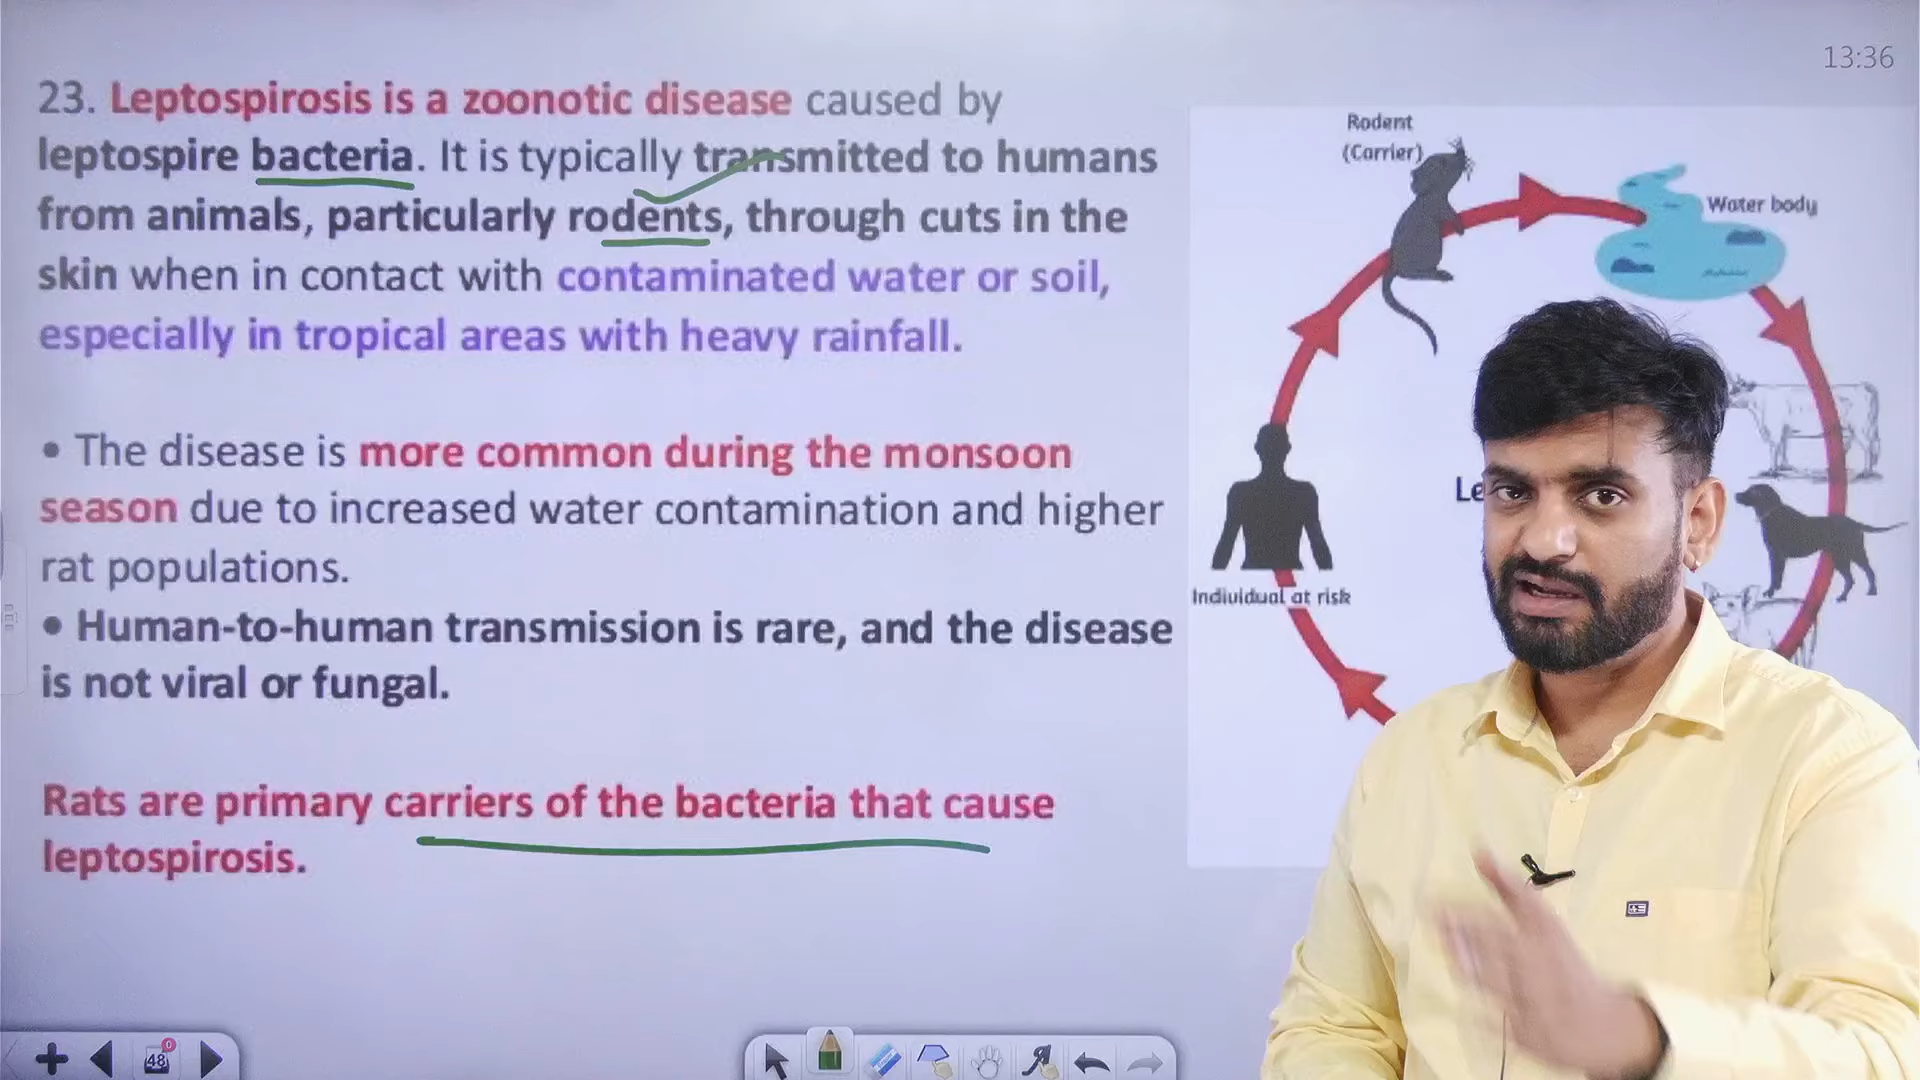 13:36
23. Leptospirosis is a zoonotic disease caused by
leptospire bacteria. It is typically transmitted to humans
from animals, particularly rodents, through cuts in the
skin when in contact with contaminated water or soil,
especially in tropical areas with heavy rainfall.
• The disease is more common during the monsoon
season due to increased water contamination and higher
rat populations.
• Human-to-human transmission is rare, and the disease
is not viral or fungal.
Rats are primary carriers of the bacteria that cause
leptospirosis.
Rodent
(Carrier)
Water body
Le
Individual at risk
48
0